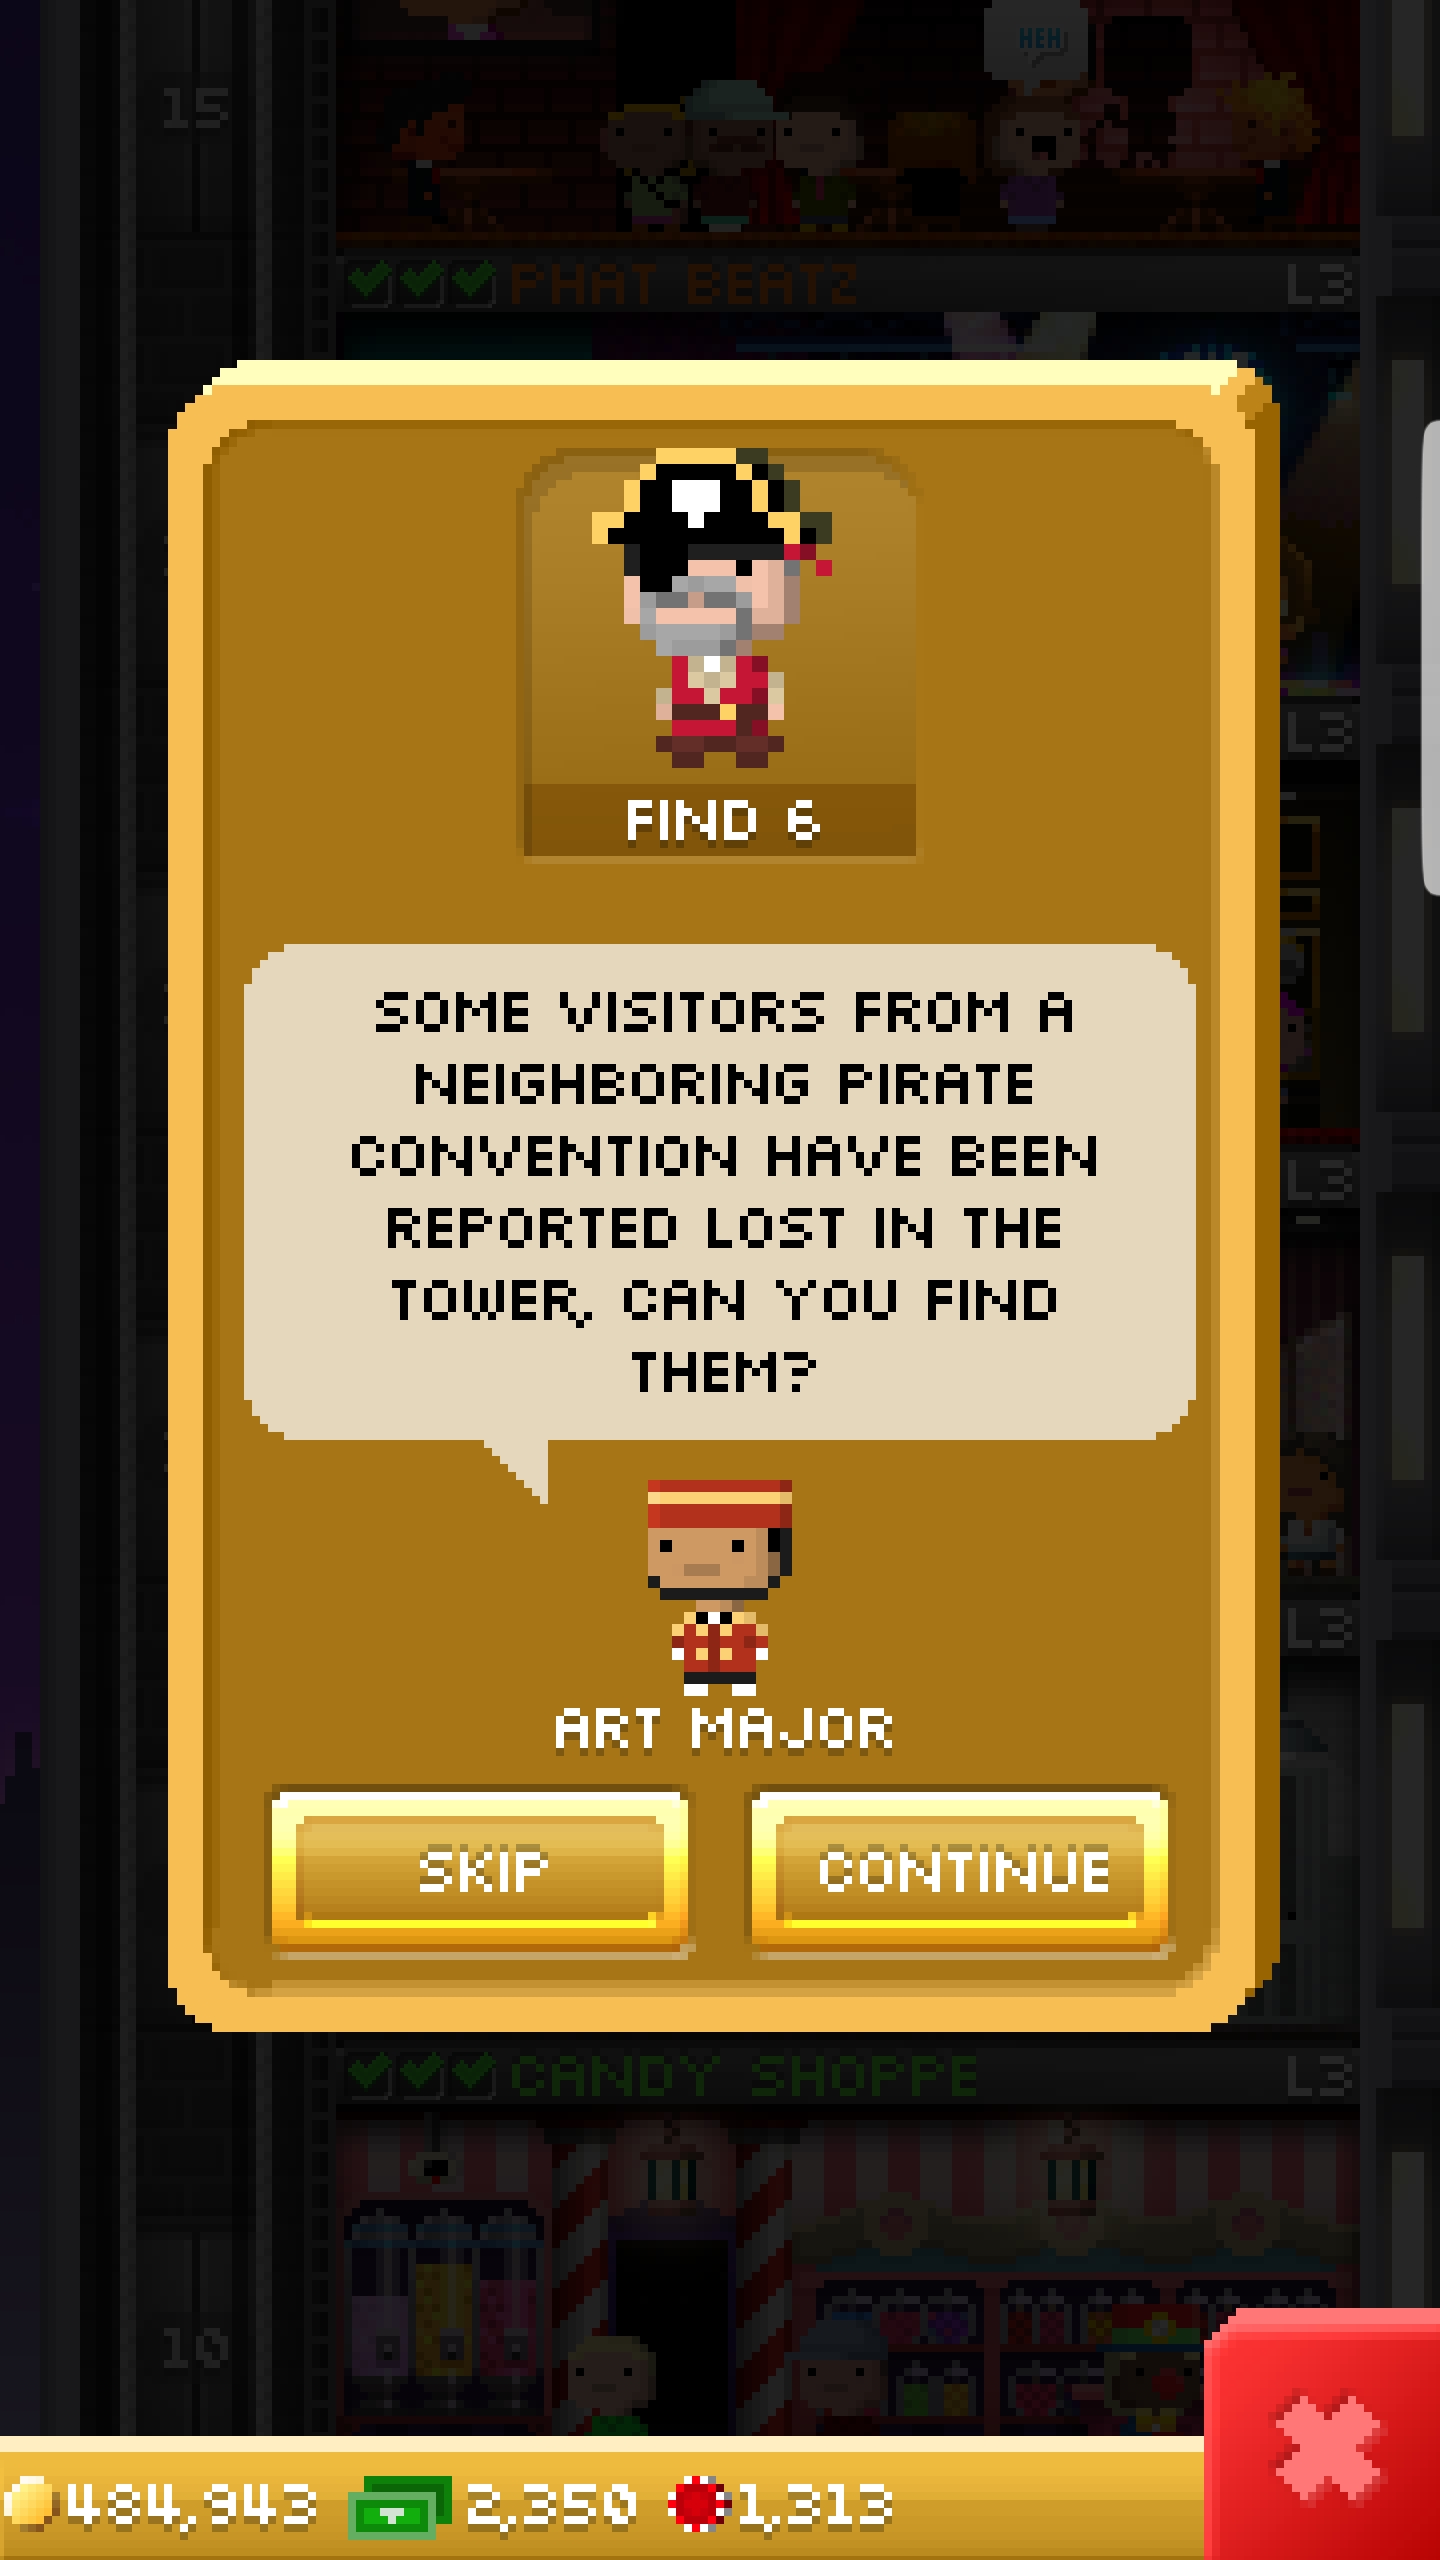 HEH
15
PHAT BEATZ L3
L3
FIND 6
SOME VISITORS FROM A
NEIGHBORING PIRATE
CONVENTION HAVE BEEN
REPORTED LOST IN THE
TOWER, CAN YOU FIND
THEM?
L3
L3
ART MAJOR
SKIP CONTINUE
CANDY SHOPPE L3
10
484,943 2,350 1,313